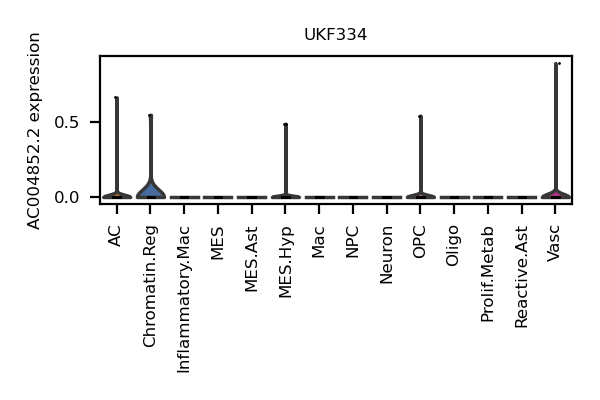 UKF334
AC004852.2 expression
0.5
0.0
AC
Chromatin.Reg
Inflammatory.Mac
MES
MES.Ast
MES.Hyp
Mac
NPC
Neuron
OPC
Oligo
Prolif.Metab
Reactive.Ast
Vasc